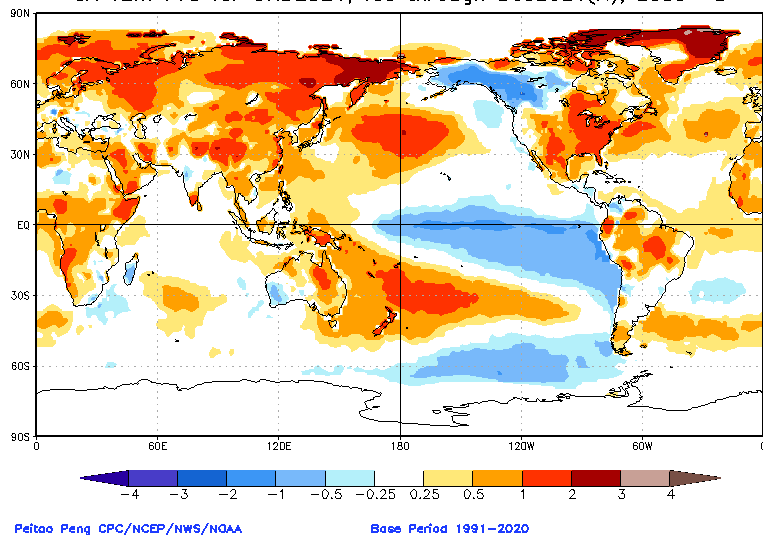 90N
60N
30N
EQ
30S
60S
90S
0 60E 120E 180 120W 60W 0
-4 -3 -2 -1 -0.5 -0.25 0.25 0.5 1 2 3 4
Peitao Peng CPC/NCEP/NWS/NOAA Base Period 1991-2020